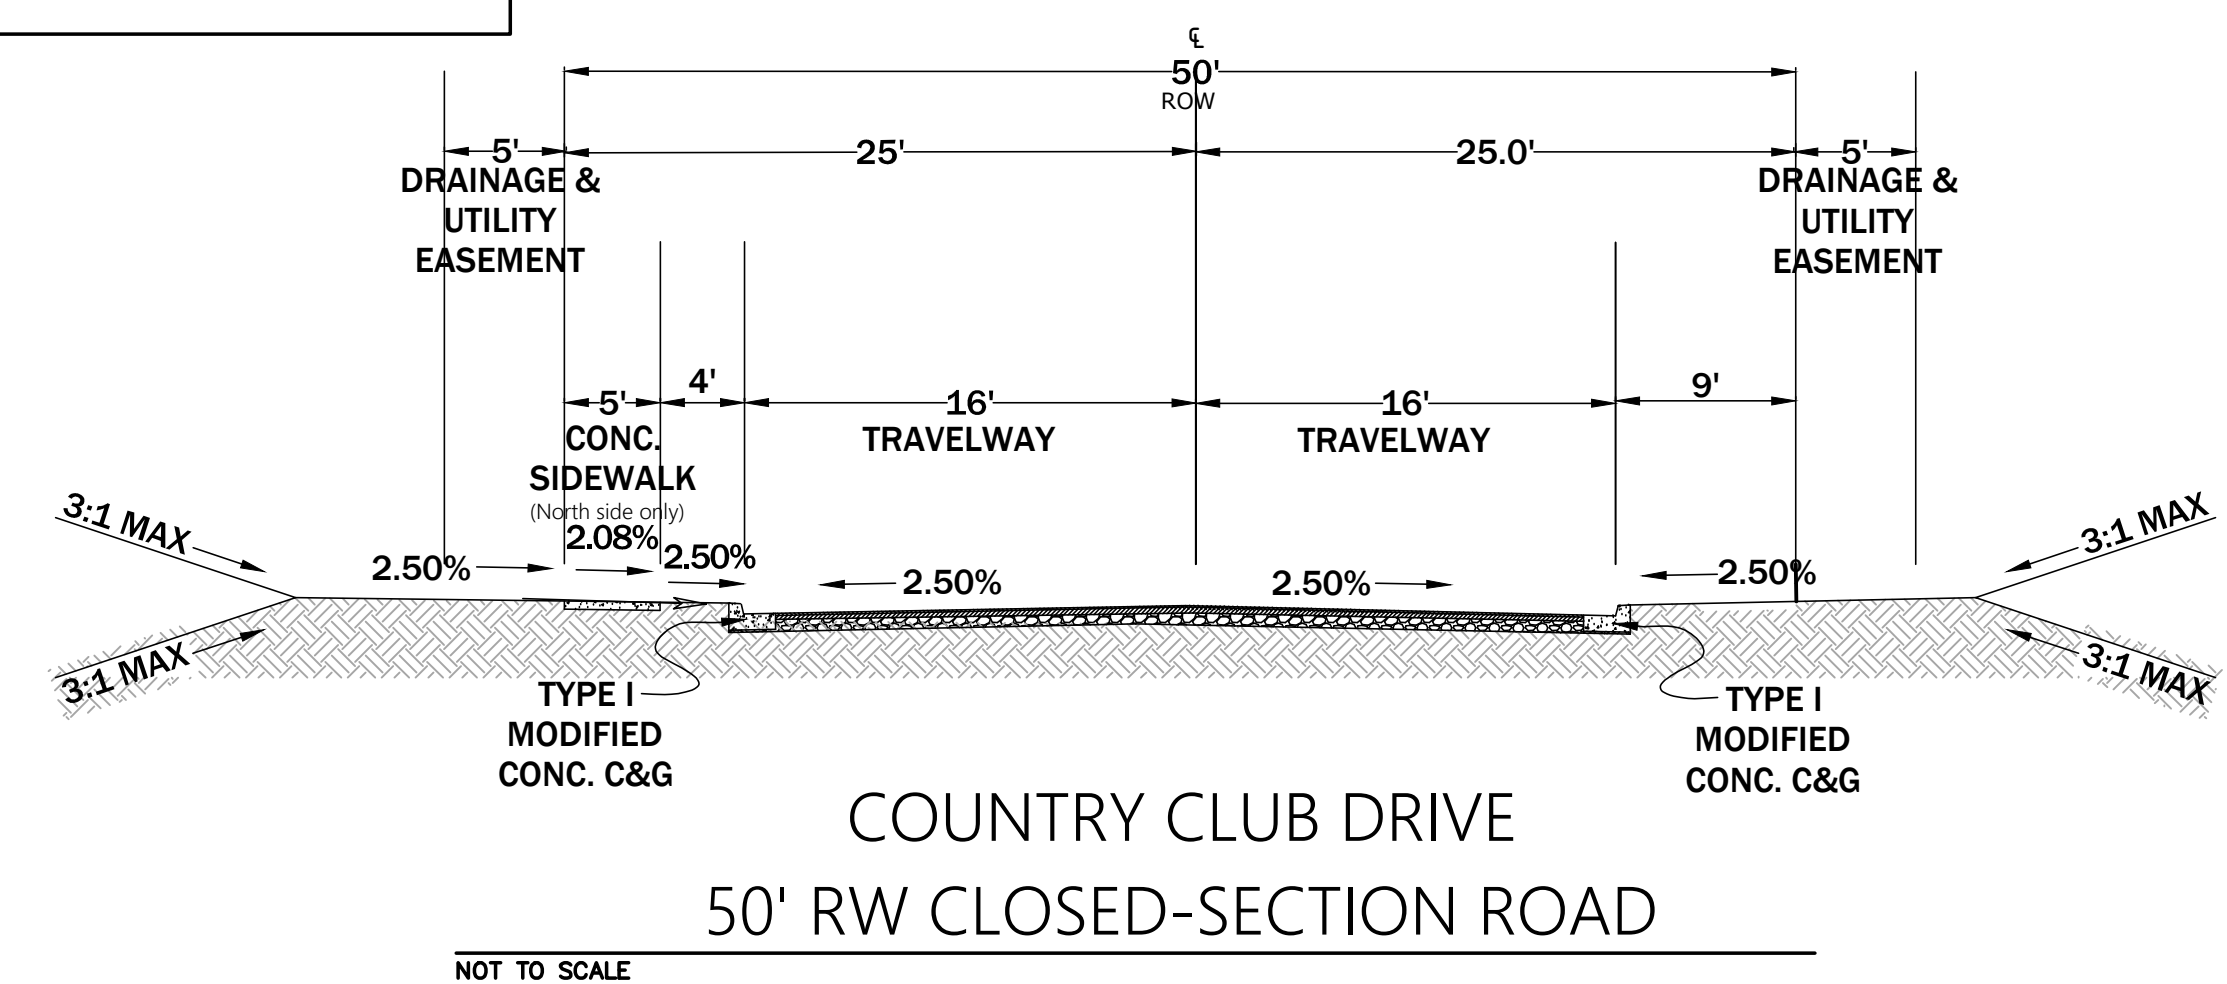 ℄
50'
ROW
5'
25'
25.0'
5'
DRAINAGE &
UTILITY
EASEMENT
DRAINAGE &
UTILITY
EASEMENT
5'
4'
16'
16'
9'
CONC.
SIDEWALK
(North side only)
TRAVELWAY
TRAVELWAY
3:1 MAX
2.50%
2.08%
2.50%
2.50%
2.50%
2.50%
3:1 MAX
3:1 MAX
3:1 MAX
TYPE I
MODIFIED
CONC. C&G
TYPE I
MODIFIED
CONC. C&G
COUNTRY CLUB DRIVE
50' RW CLOSED-SECTION ROAD
NOT TO SCALE